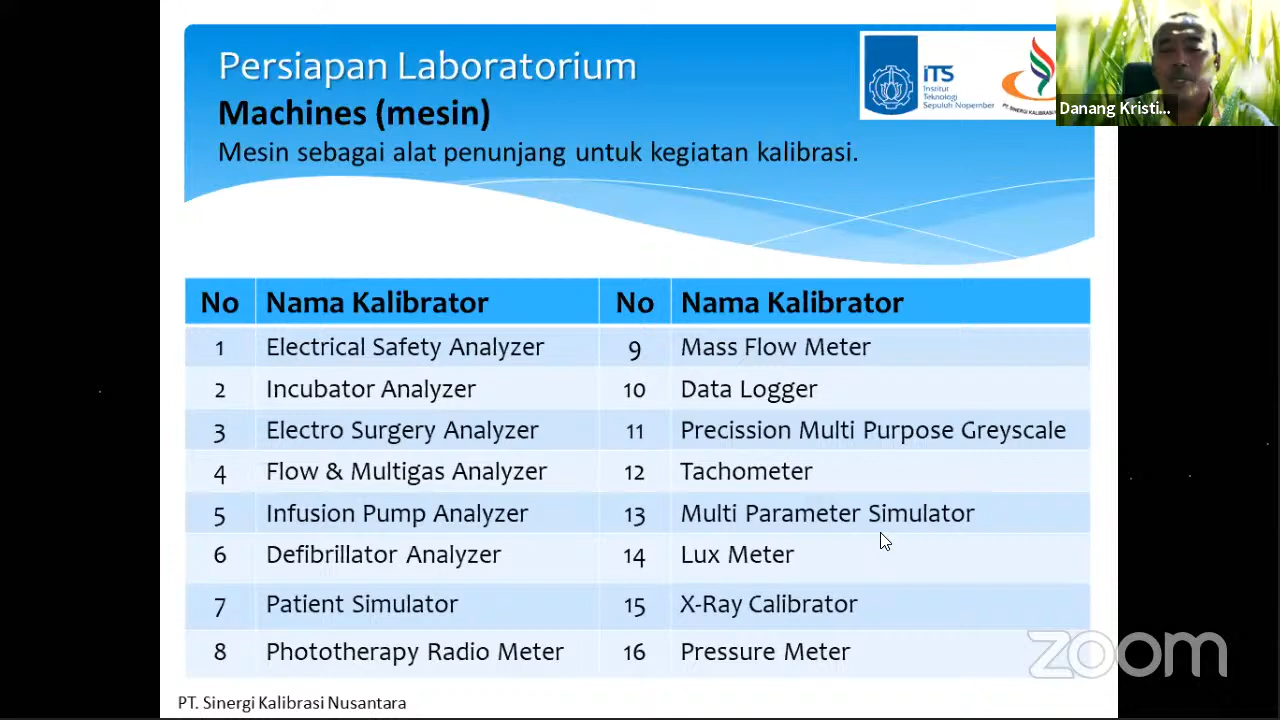 Persiapan Laboratorium
Machines (mesin)
Mesin sebagai alat penunjang untuk kegiatan kalibrasi.
iTS
Institut
Teknologi
Sepuluh Nopember
PT. SINERGI KALIBRASI
Danang Kristi...
No Nama Kalibrator No Nama Kalibrator
1 Electrical Safety Analyzer 9 Mass Flow Meter
2 Incubator Analyzer 10 Data Logger
3 Electro Surgery Analyzer 11 Precission Multi Purpose Greyscale
4 Flow & Multigas Analyzer 12 Tachometer
5 Infusion Pump Analyzer 13 Multi Parameter Simulator
6 Defibrillator Analyzer 14 Lux Meter
7 Patient Simulator 15 X-Ray Calibrator
8 Phototherapy Radio Meter 16 Pressure Meter
zoom
PT. Sinergi Kalibrasi Nusantara